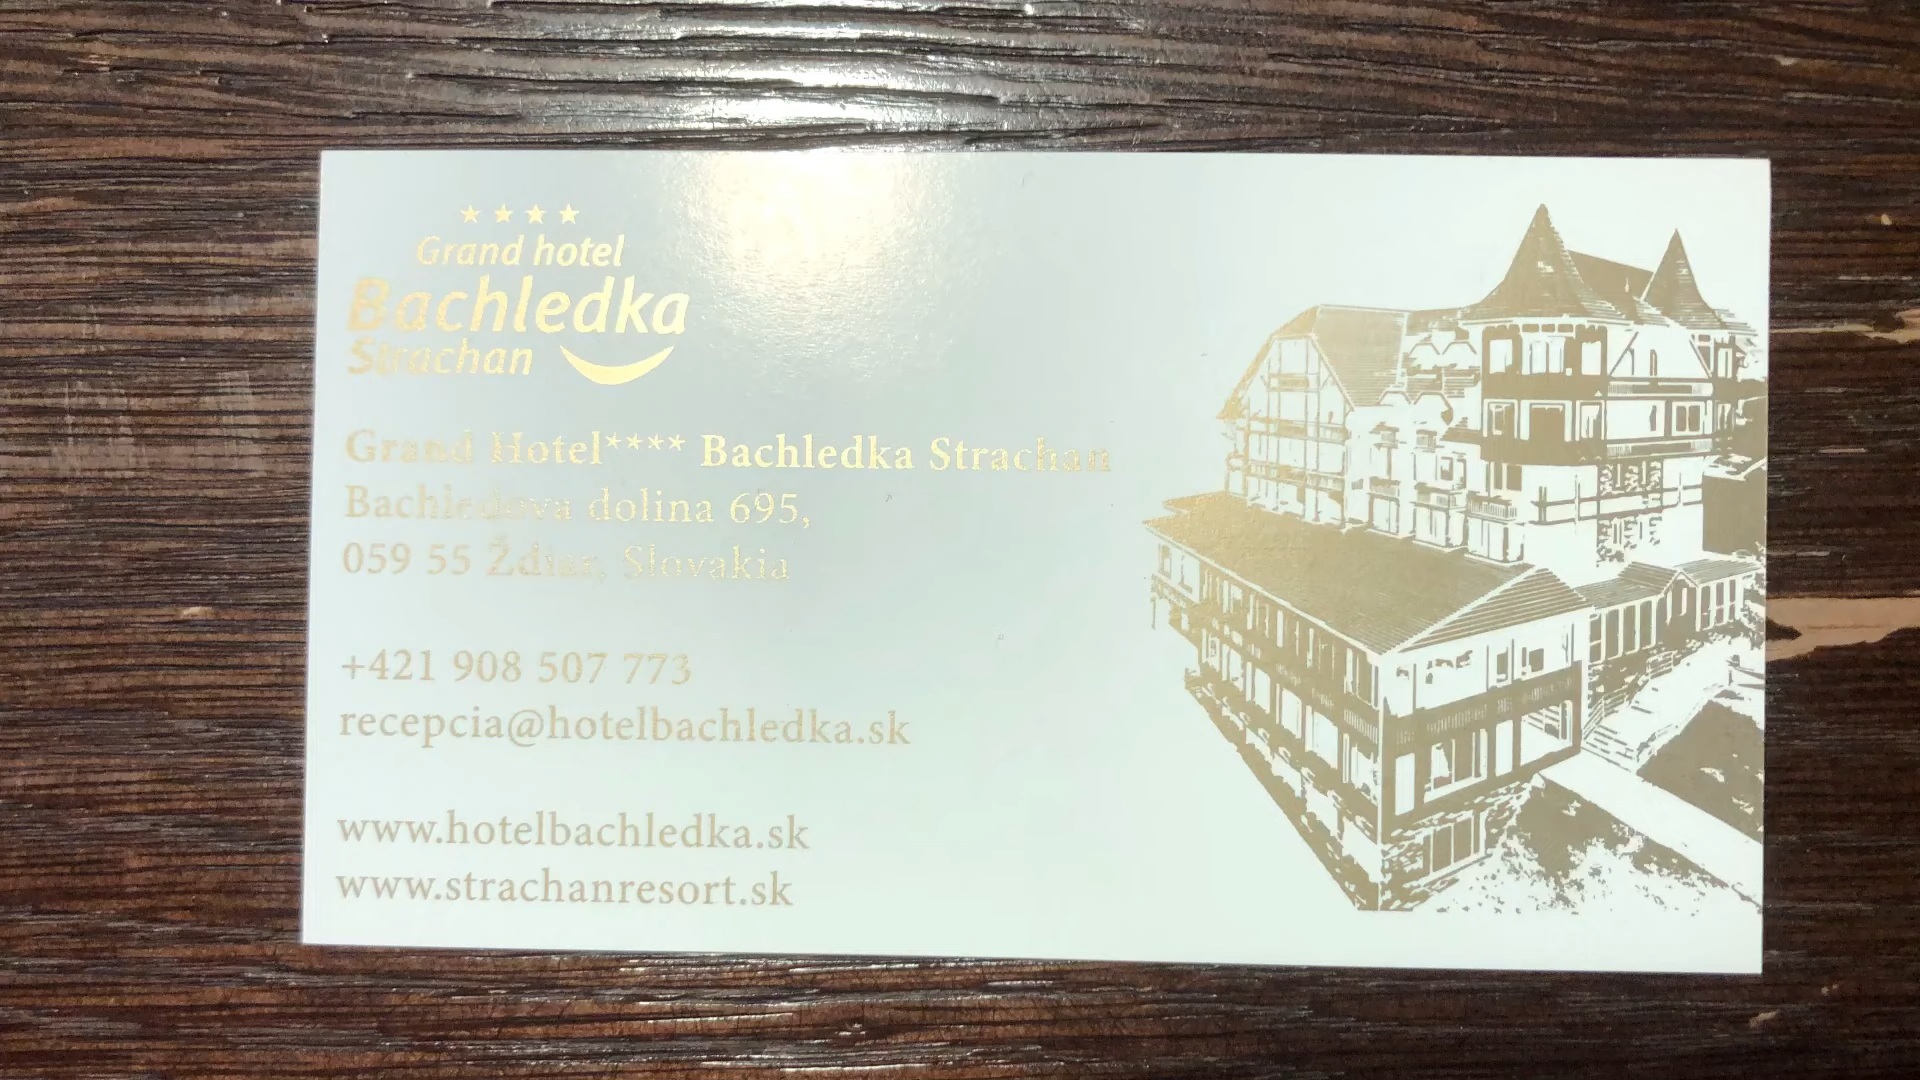 ★★★★
Grand hotel
Bachledka
Strachan
Grand Hotel**** Bachledka Strachan
Bachledova dolina 695,
059 55 Ždiar, Slovakia
+421 908 507 773
recepcia@hotelbachledka.sk
www.hotelbachledka.sk
www.strachanresort.sk